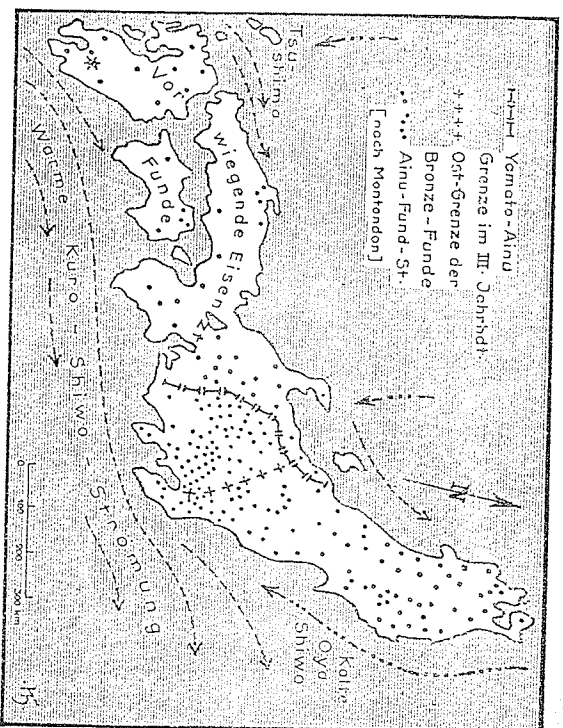 Yamato-Ainu
Grenze im III. Jahrhdt.
++++ Ost-Grenze der
Bronze-Funde
Ainu-Fund-St.
[nach Montandon]
Tsu-
shima
Vor
wiegende Eisen
Funde
N
Kalte
Oya
Shiwo
Warme Kuro-Shiwo-Strömung
0 100 200 300 km